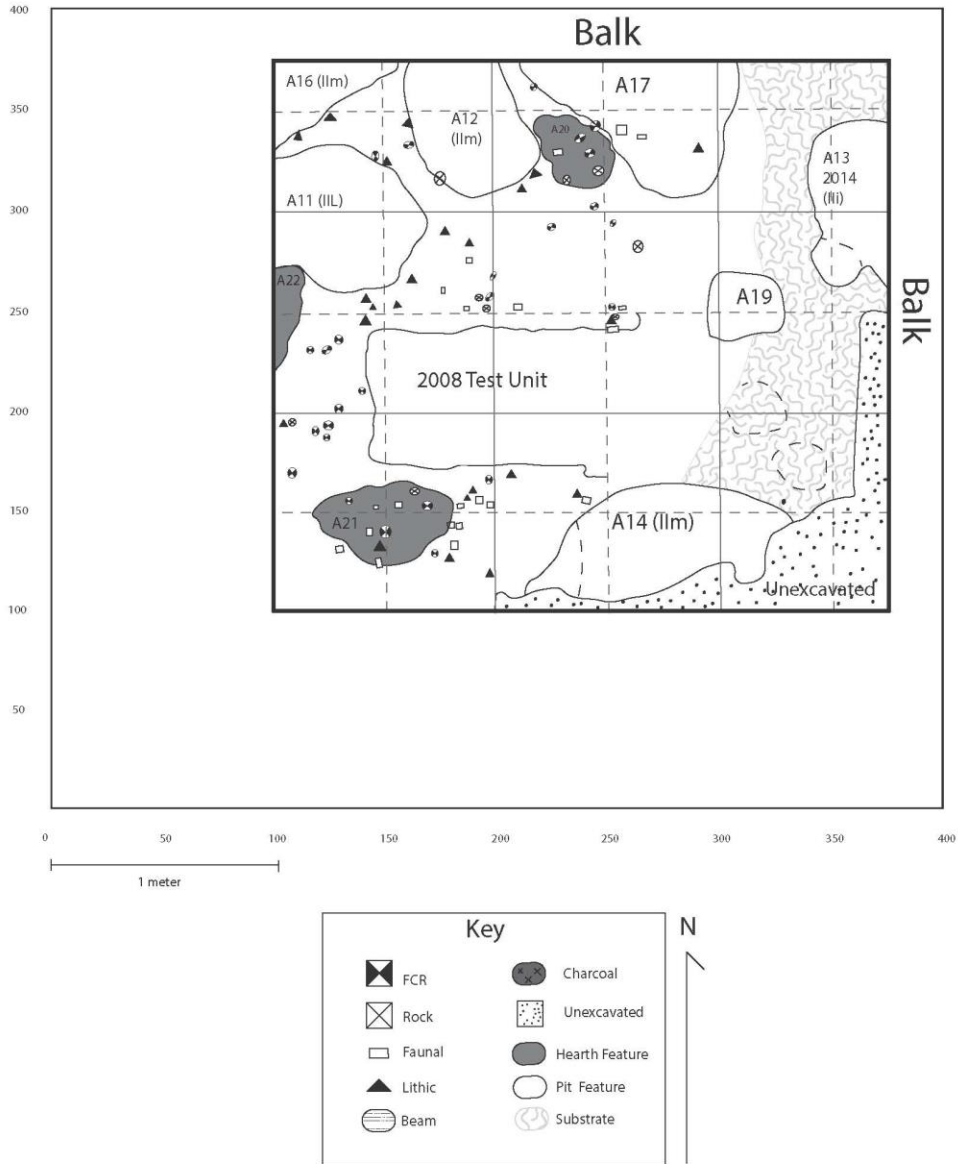 400
Balk
A16 (IIm)
A17
350
A12
(IIm)
A20
A13
2014
(IIi)
A11 (IIL)
300
A22
Balk
A19
250
2008 Test Unit
200
150
A21
A14 (IIm)
Unexcavated
100
50
0
0 50 100 150 200 250 300 350 400
1 meter
Key
N
FCR
Charcoal
Rock
Unexcavated
Faunal
Hearth Feature
Lithic
Pit Feature
Beam
Substrate